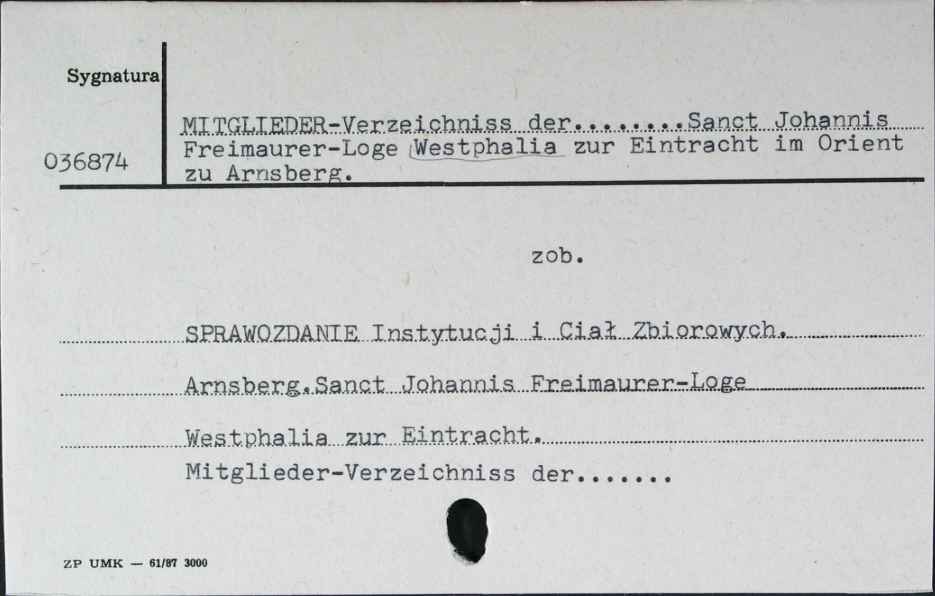 Sygnatura
MITGLIEDER-Verzeichniss der........Sanct Johannis
036874
Freimaurer-Loge Westphalia zur Eintracht im Orient
zu Arnsberg.
zob.
SPRAWOZDANIE Instytucji i Ciał Zbiorowych.
Arnsberg.Sanct Johannis Freimaurer-Loge
Westphalia zur Eintracht.
Mitglieder-Verzeichniss der.......
ZP UMK — 61/87 3000